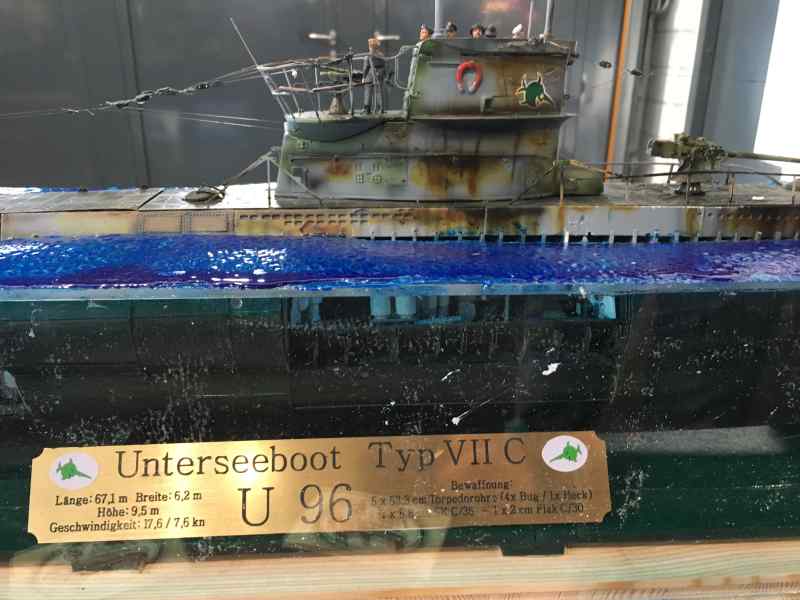 Unterseeboot Typ VII C
U 96
Länge: 67,1 m Breite: 6,2 m
Höhe: 9,5 m
Geschwindigkeit: 17,6 / 7,6 kn
Bewaffnung:
5 x 53,3 cm Torpedorohre (4x Bug / 1x Heck)
C/35 - 1 x 2 cm Flak C/30